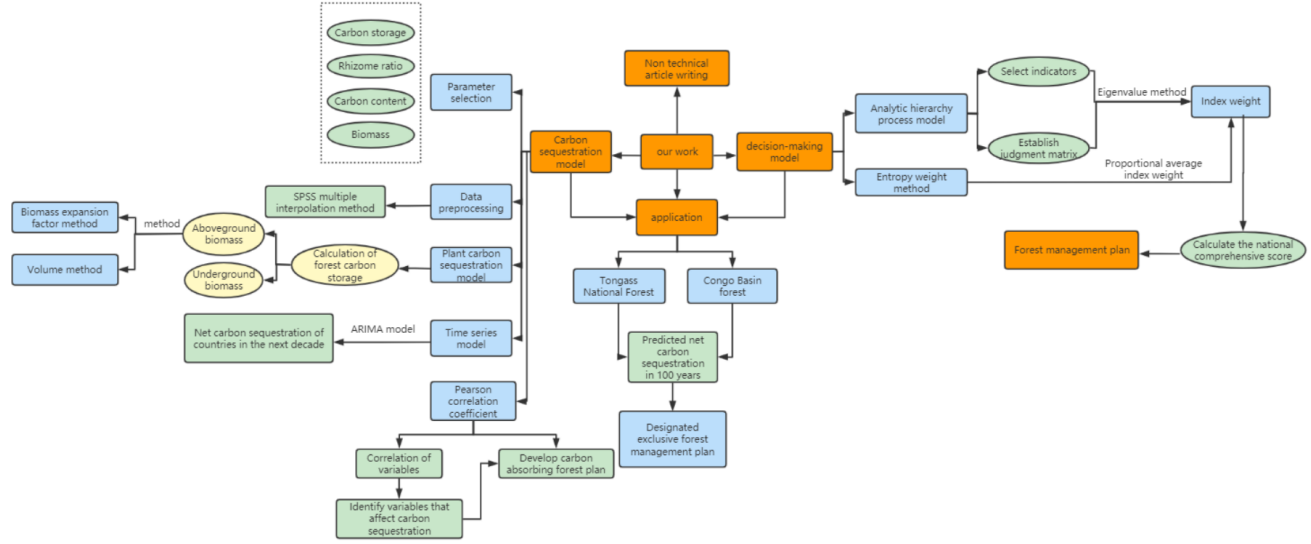 Carbon storage
Rhizome ratio
Carbon content
Biomass
Parameter
selection
Non technical
article writing
Carbon
sequestration
model
our work
decision-making
model
Analytic hierarchy
process model
Select indicators
Establish
judgment matrix
Eigenvalue method
Index weight
Entropy weight
method
Proportional average
index weight
SPSS multiple
interpolation method
Data
preprocessing
application
Biomass expansion
factor method
method
Aboveground
biomass
Volume method
Underground
biomass
Calculation of
forest carbon
storage
Plant carbon
sequestration
model
Tongass
National Forest
Congo Basin
forest
Forest management plan
Calculate the national
comprehensive score
Net carbon sequestration of
countries in the next decade
ARIMA model
Time series
model
Predicted net
carbon
sequestration
in 100 years
Pearson
correlation
coefficient
Designated
exclusive forest
management plan
Correlation of
variables
Develop carbon
absorbing forest plan
Identify variables that
affect carbon
sequestration